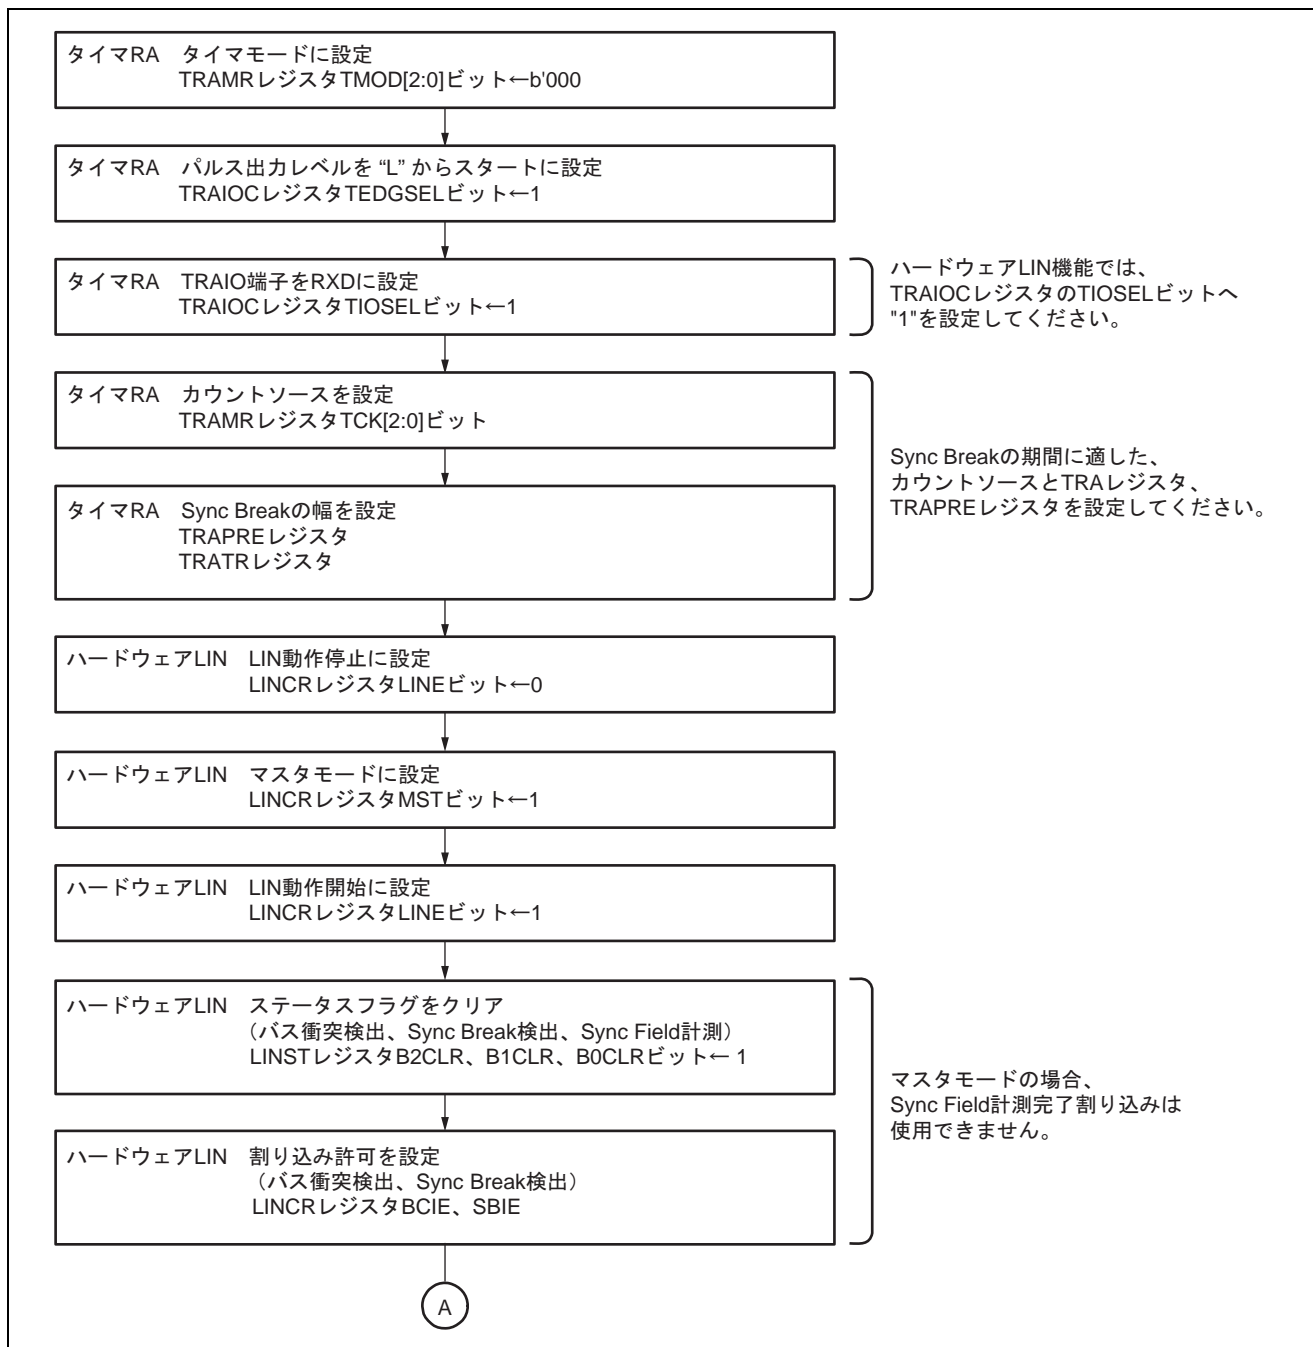 タイマRA タイマモードに設定
TRAMRレジスタTMOD[2:0]ビット←b'000
タイマRA パルス出力レベルを “L” からスタートに設定
TRAIOCレジスタTEDGSELビット←1
タイマRA TRAIO端子をRXDに設定
TRAIOCレジスタTIOSELビット←1
ハードウェアLIN機能では、
TRAIOCレジスタのTIOSELビットへ
"1"を設定してください。
タイマRA カウントソースを設定
TRAMRレジスタTCK[2:0]ビット
タイマRA Sync Breakの幅を設定
TRAPREレジスタ
TRATRレジスタ
Sync Breakの期間に適した、
カウントソースとTRAレジスタ、
TRAPREレジスタを設定してください。
ハードウェアLIN LIN動作停止に設定
LINCRレジスタLINEビット←0
ハードウェアLIN マスタモードに設定
LINCRレジスタMSTビット←1
ハードウェアLIN LIN動作開始に設定
LINCRレジスタLINEビット←1
ハードウェアLIN ステータスフラグをクリア
（バス衝突検出、Sync Break検出、Sync Field計測）
LINSTレジスタB2CLR、B1CLR、B0CLRビット← 1
ハードウェアLIN 割り込み許可を設定
（バス衝突検出、Sync Break検出）
LINCRレジスタBCIE、SBIE
マスタモードの場合、
Sync Field計測完了割り込みは
使用できません。
A